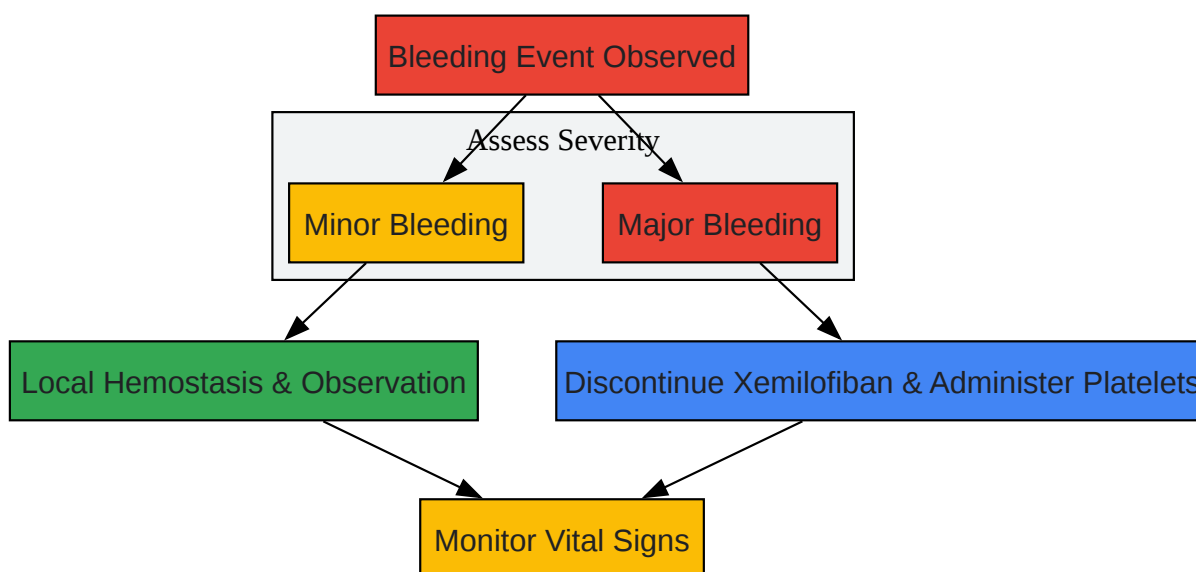 Bleeding Event Observed
Assess Severity
Minor Bleeding
Major Bleeding
Local Hemostasis & Observation
Discontinue Xemilofiban & Administer Platelets
Monitor Vital Signs